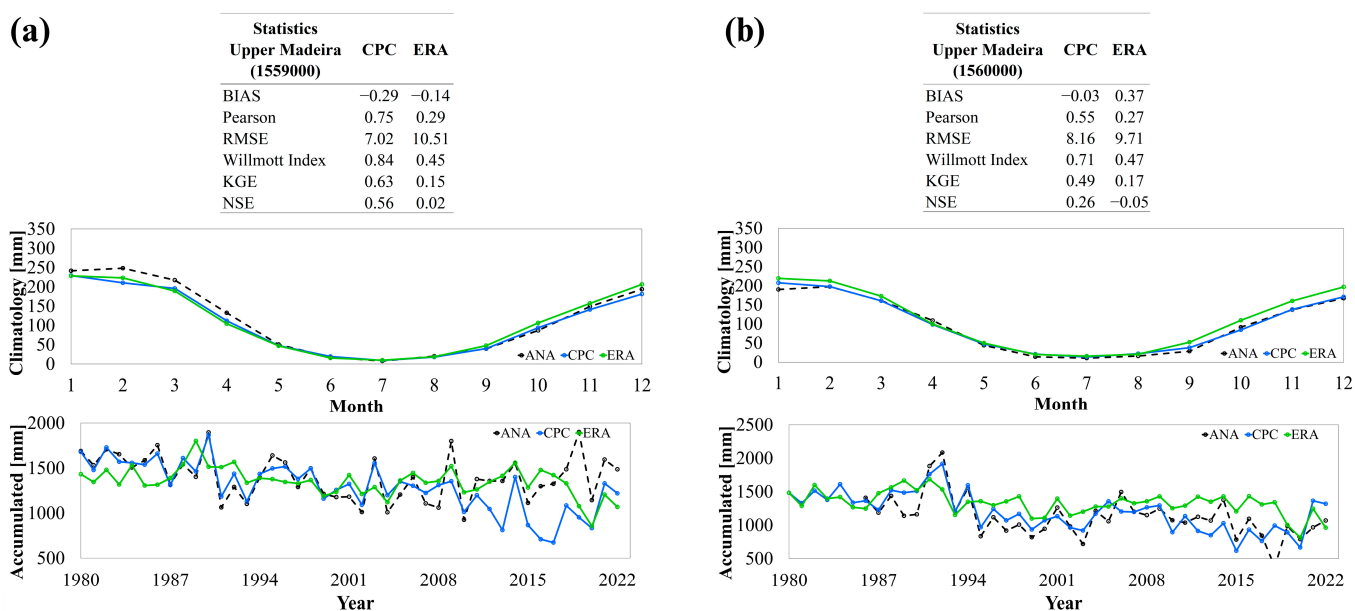 (a)
Statistics
Upper Madeira CPC ERA
(1559000)
BIAS −0.29 −0.14
Pearson 0.75 0.29
RMSE 7.02 10.51
Willmott Index 0.84 0.45
KGE 0.63 0.15
NSE 0.56 0.02
Climatology [mm]
350
300
250
200
150
100
50
0
ANA CPC ERA
1 2 3 4 5 6 7 8 9 10 11 12
Month
Accumulated [mm]
2000
1500
1000
500
ANA CPC ERA
1980 1987 1994 2001 2008 2015 2022
Year
(b)
Statistics
Upper Madeira CPC ERA
(1560000)
BIAS −0.03 0.37
Pearson 0.55 0.27
RMSE 8.16 9.71
Willmott Index 0.71 0.47
KGE 0.49 0.17
NSE 0.26 −0.05
Climatology [mm]
350
300
250
200
150
100
50
0
ANA CPC ERA
1 2 3 4 5 6 7 8 9 10 11 12
Month
Accumulated [mm]
2500
2000
1500
1000
500
ANA CPC ERA
1980 1987 1994 2001 2008 2015 2022
Year